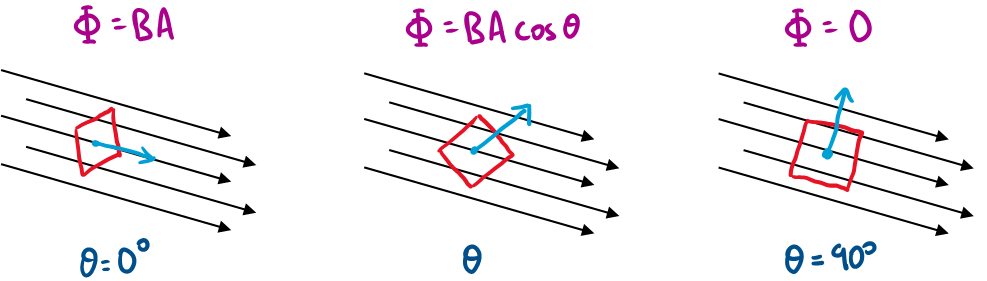 Φ = BA
Φ = BA cos θ
Φ = 0
θ = 0°
θ
θ = 90°